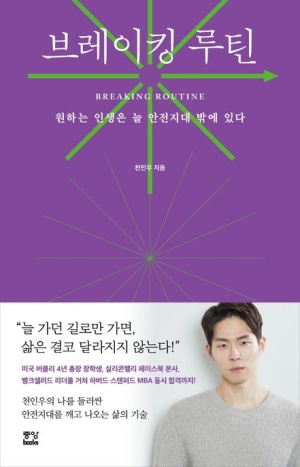 브레이킹 루틴
BREAKING ROUTINE
원하는 인생은 늘 안전지대 밖에 있다
천인우 지음
“늘 가던 길로만 가면,
삶은 결코 달라지지 않는다!”
미국 버클리 4년 총장 장학생, 실리콘밸리 페이스북 본사,
뱅크샐러드 리더를 거쳐 하버드·스탠퍼드 MBA 동시 합격까지!
천인우의 나를 둘러싼
안전지대를 깨고 나오는 삶의 기술
중앙
books